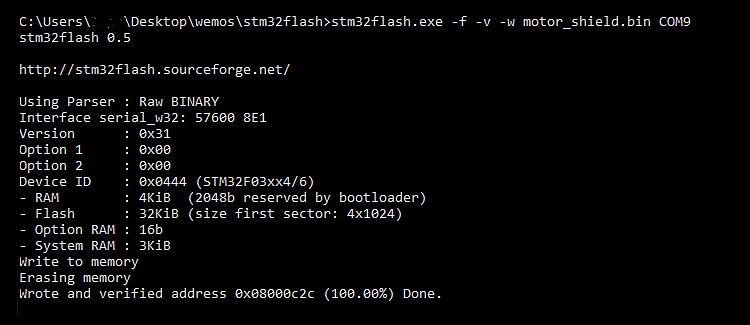 C:\Users\ \Desktop\wemos\stm32flash>stm32flash.exe -f -v -w motor_shield.bin COM9
stm32flash 0.5
http://stm32flash.sourceforge.net/
Using Parser : Raw BINARY
Interface serial_w32: 57600 8E1
Version      : 0x31
Option 1     : 0x00
Option 2     : 0x00
Device ID    : 0x0444 (STM32F03xx4/6)
- RAM        : 4KiB  (2048b reserved by bootloader)
- Flash      : 32KiB (size first sector: 4x1024)
- Option RAM : 16b
- System RAM : 3KiB
Write to memory
Erasing memory
Wrote and verified address 0x08000c2c (100.00%) Done.